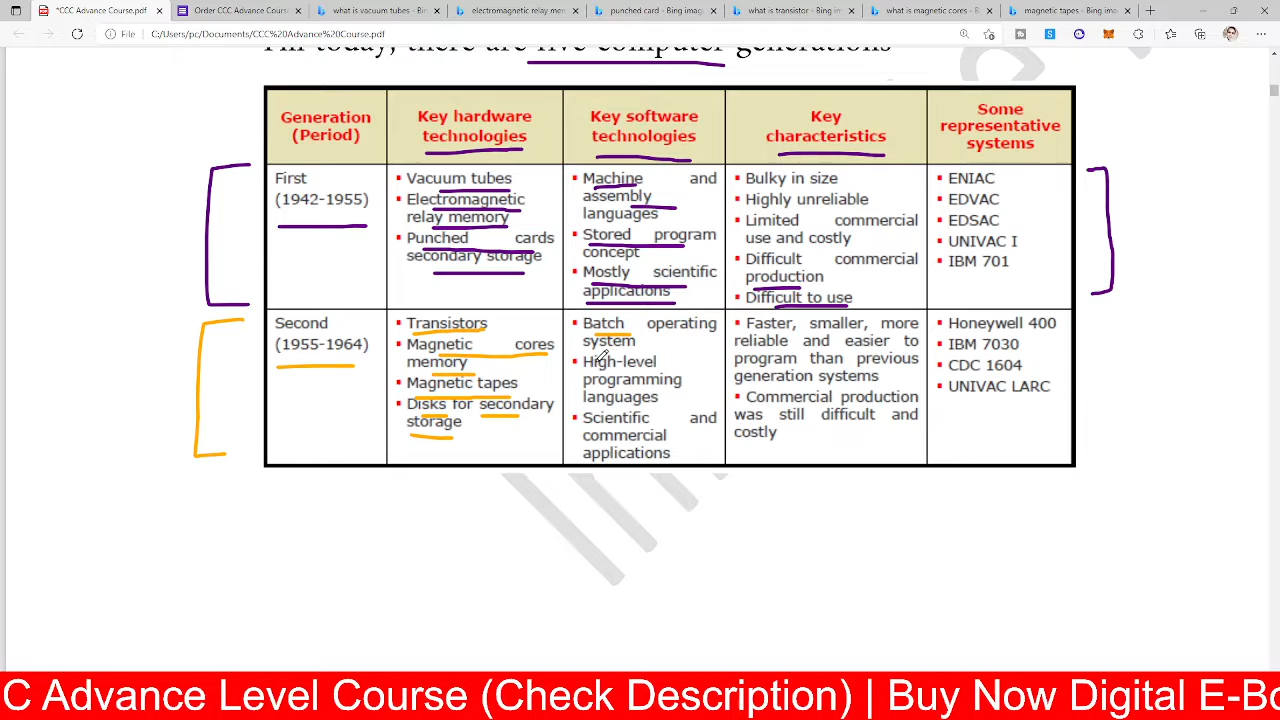 *CCC Advance Course.pdf
Order CCC Advance Course
what is vacuum tubes - Bing im
electromagnetic relay memo
punched card - Bing images
what is transistor - Bing images
what is magnetic cores - Bing
magnetic tapes - Bing images
File C:/Users/pc/Documents/CCC%20Advance%20Course.pdf
Till today, there are five computer generations
Generation (Period)
Key hardware technologies
Key software technologies
Key characteristics
Some representative systems
First
(1942-1955)
Vacuum tubes
Electromagnetic
relay memory
Punched cards
secondary storage
Machine and
assembly
languages
Stored program
concept
Mostly scientific
applications
Bulky in size
Highly unreliable
Limited commercial
use and costly
Difficult commercial
production
Difficult to use
ENIAC
EDVAC
EDSAC
UNIVAC I
IBM 701
Second
(1955-1964)
Transistors
Magnetic cores
memory
Magnetic tapes
Disks for secondary
storage
Batch operating
system
High-level
programming
languages
Scientific and
commercial
applications
Faster, smaller, more
reliable and easier to
program than previous
generation systems
Commercial production
was still difficult and
costly
Honeywell 400
IBM 7030
CDC 1604
UNIVAC LARC
C Advance Level Course (Check Description) | Buy Now Digital E-Bo